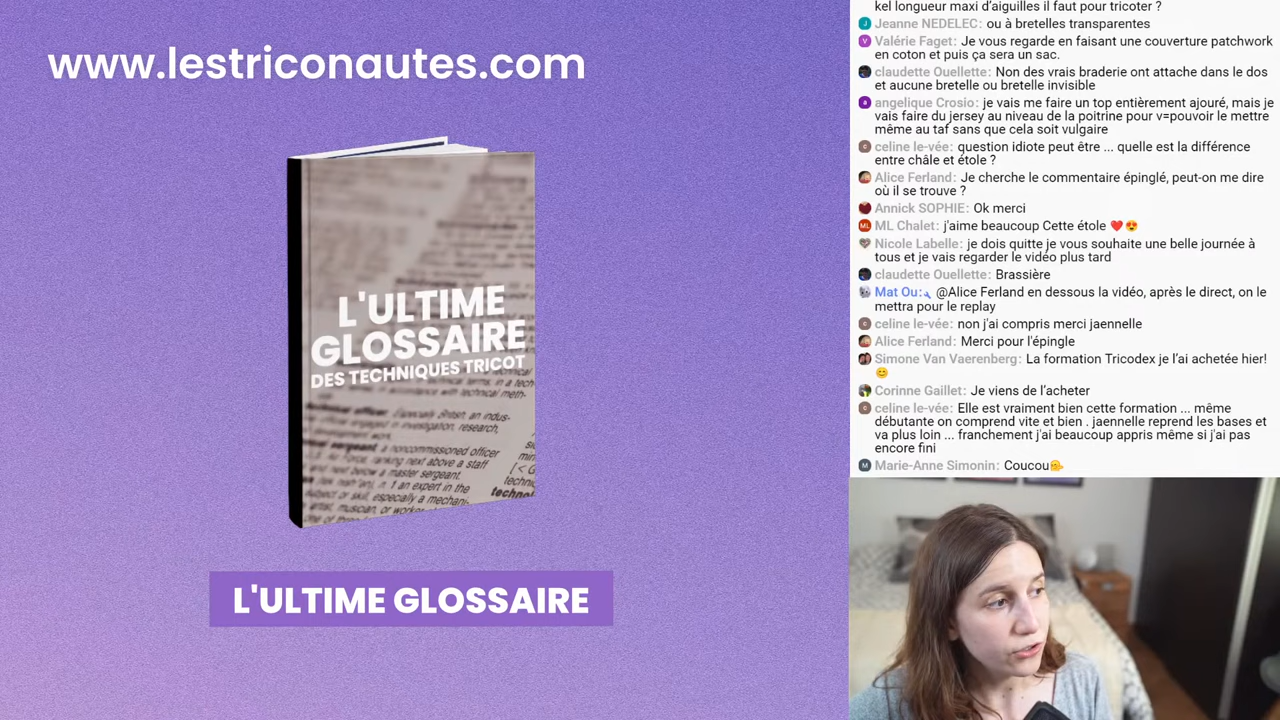 www.lestriconautes.com
L'ULTIME
GLOSSAIRE
DES TECHNIQUES TRICOT
L'ULTIME GLOSSAIRE
kel longueur maxi d'aiguilles il faut pour tricoter ?
Jeanne NEDELEC: ou à bretelles transparentes
Valérie Faget: Je vous regarde en faisant une couverture patchwork
en coton et puis ça sera un sac.
claudette Ouellette: Non des vrais braderie ont attache dans le dos
et aucune bretelle ou bretelle invisible
angelique Crosio: je vais me faire un top entièrement ajouré, mais je
vais faire du jersey au niveau de la poitrine pour v=pouvoir le mettre
même au taf sans que cela soit vulgaire
celine le-vée: question idiote peut être ... quelle est la différence
entre châle et étole ?
Alice Ferland: Je cherche le commentaire épinglé, peut-on me dire
où il se trouve ?
Annick SOPHIE: Ok merci
ML Chalet: j'aime beaucoup Cette étole ❤️😍
Nicole Labelle: je dois quitte je vous souhaite une belle journée à
tous et je vais regarder le vidéo plus tard
claudette Ouellette: Brassière
Mat Ou: @Alice Ferland en dessous la vidéo, après le direct, on le
mettra pour le replay
celine le-vée: non j'ai compris merci jaennelle
Alice Ferland: Merci pour l'épingle
Simone Van Vaerenberg: La formation Tricodex je l'ai achetée hier!
😊
Corinne Gaillet: Je viens de l'acheter
celine le-vée: Elle est vraiment bien cette formation ... même
débutante on comprend vite et bien . jaennelle reprend les bases et
va plus loin ... franchement j'ai beaucoup appris même si j'ai pas
encore fini
Marie-Anne Simonin: Coucou